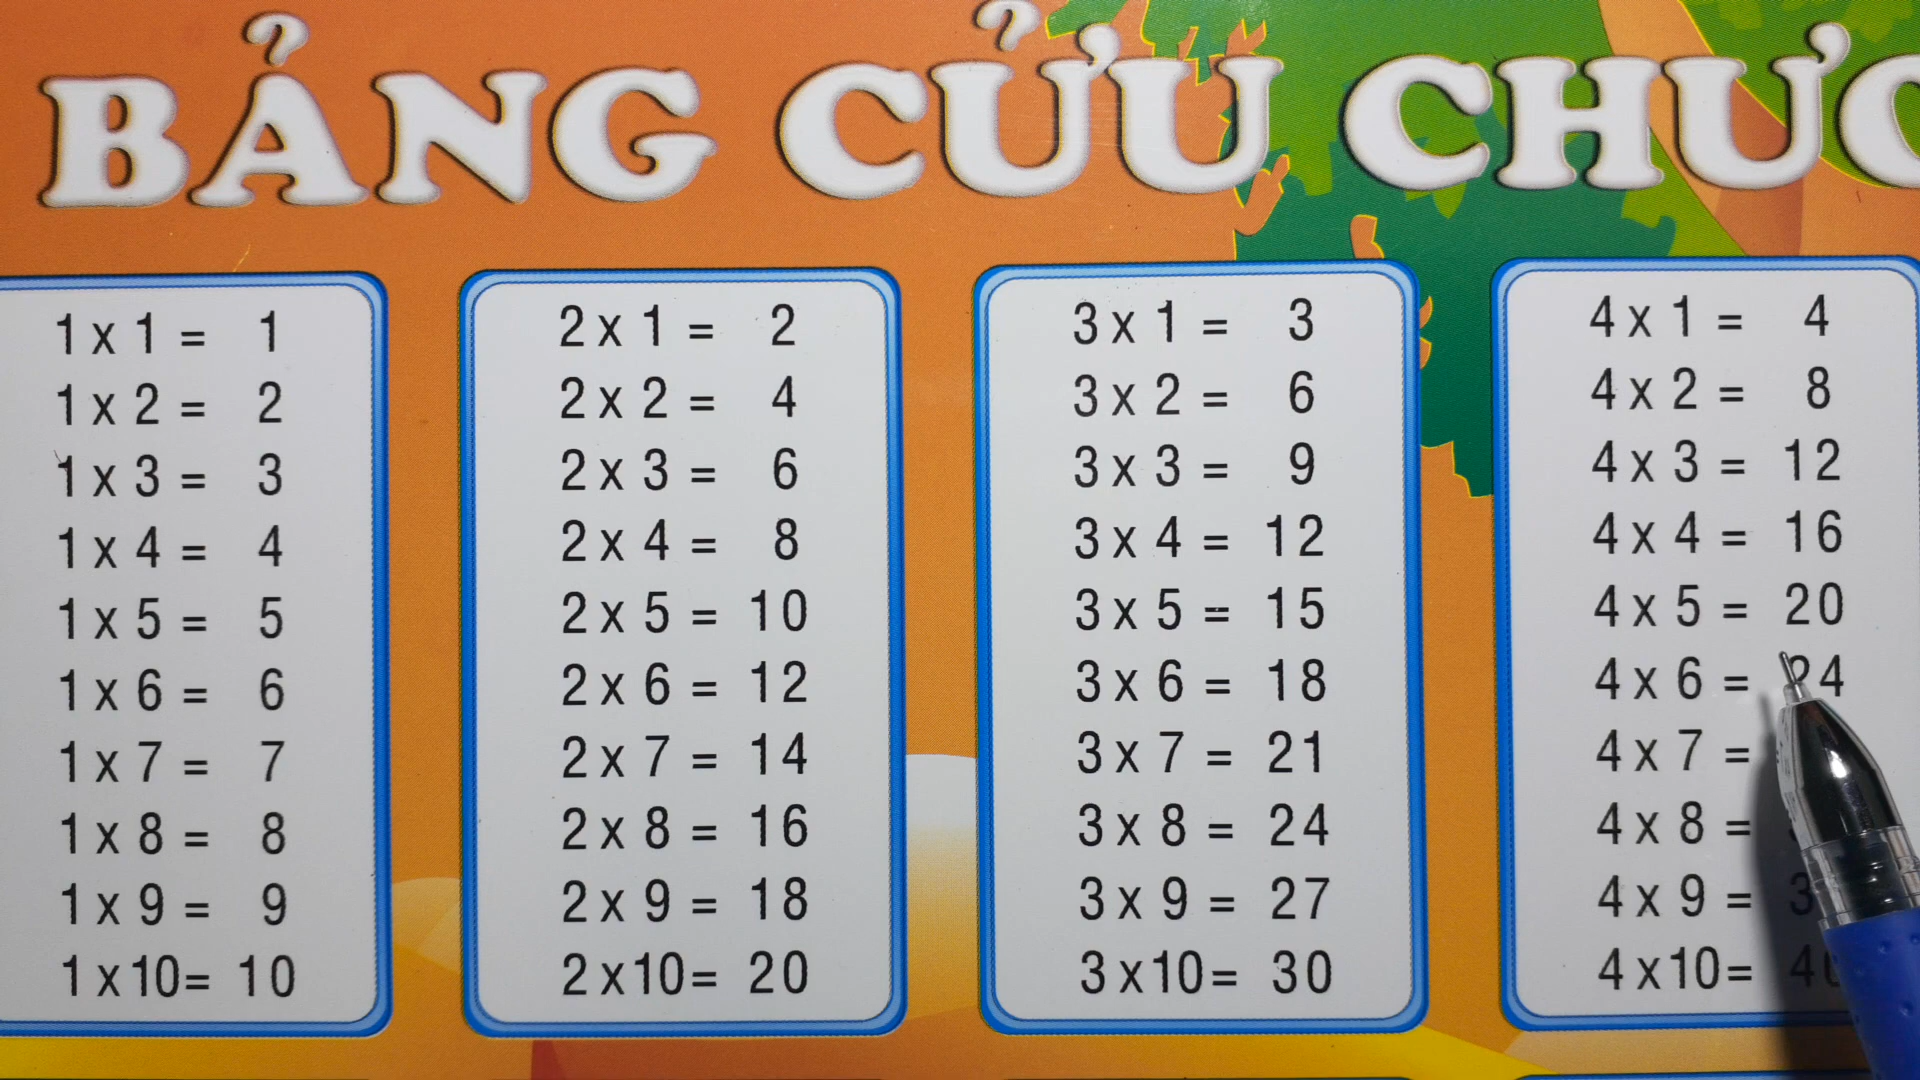 BẢNG CỬU CHƯƠ
1 x 1 = 1
1 x 2 = 2
1 x 3 = 3
1 x 4 = 4
1 x 5 = 5
1 x 6 = 6
1 x 7 = 7
1 x 8 = 8
1 x 9 = 9
1 x 10 = 10
2 x 1 = 2
2 x 2 = 4
2 x 3 = 6
2 x 4 = 8
2 x 5 = 10
2 x 6 = 12
2 x 7 = 14
2 x 8 = 16
2 x 9 = 18
2 x 10 = 20
3 x 1 = 3
3 x 2 = 6
3 x 3 = 9
3 x 4 = 12
3 x 5 = 15
3 x 6 = 18
3 x 7 = 21
3 x 8 = 24
3 x 9 = 27
3 x 10 = 30
4 x 1 = 4
4 x 2 = 8
4 x 3 = 12
4 x 4 = 16
4 x 5 = 20
4 x 6 = 24
4 x 7 =
4 x 8 =
4 x 9 = 3
4 x 10 = 40